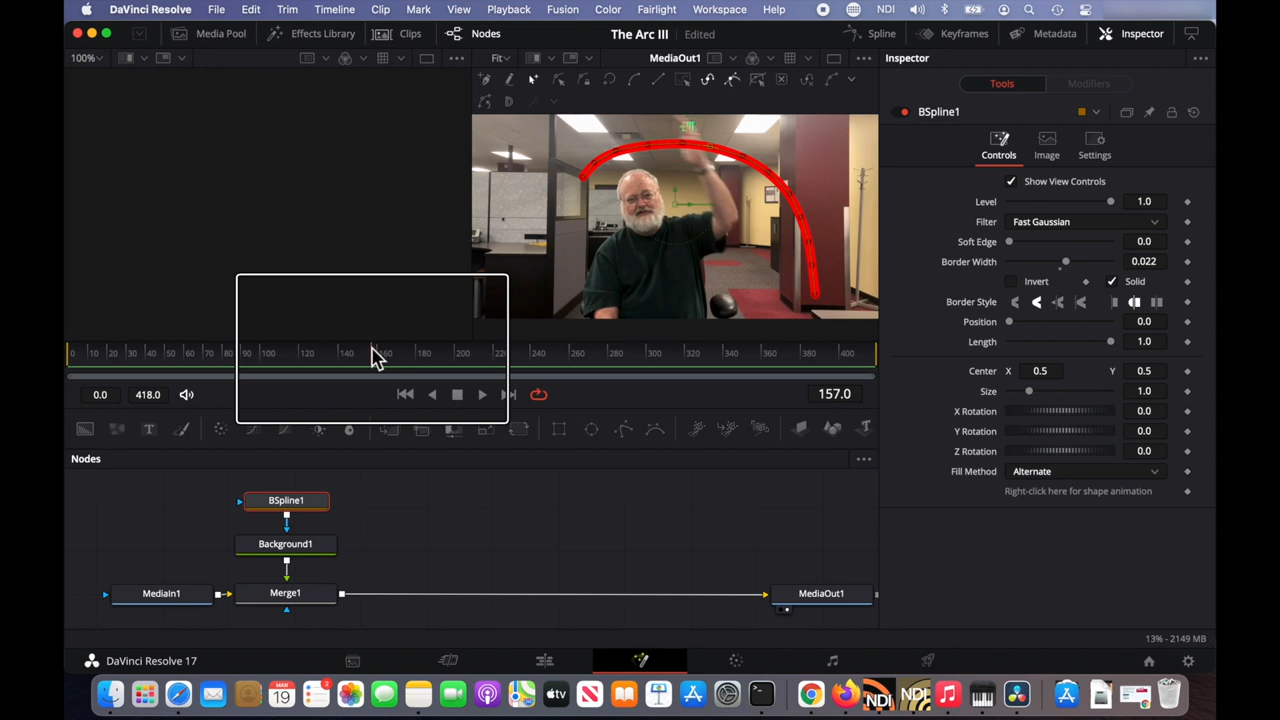 DaVinci Resolve File Edit Trim Timeline Clip Mark View Playback Fusion Color Fairlight Workspace Help NDI
Media Pool Effects Library Clips Nodes The Arc III Edited Spline Keyframes Metadata Inspector
100% Fit MediaOut1 Inspector
Tools Modifiers
BSpline1
Controls Image Settings
Show View Controls
Level 1.0
Filter Fast Gaussian
Soft Edge 0.0
Border Width 0.022
Invert Solid
Border Style
Position 0.0
Length 1.0
0 10 20 30 40 50 60 70 80 90 100 120 140 160 180 200 220 240 260 280 300 320 340 360 380 400
Center X 0.5 Y 0.5
Size 1.0
0.0 418.0 157.0
X Rotation 0.0
Y Rotation 0.0
Z Rotation 0.0
Fill Method Alternate
Right-click here for shape animation
Nodes
BSpline1
Background1
MediaIn1 Merge1 MediaOut1
13% - 2149 MB
DaVinci Resolve 17
MAR
19
2
tv
NDI
NDI